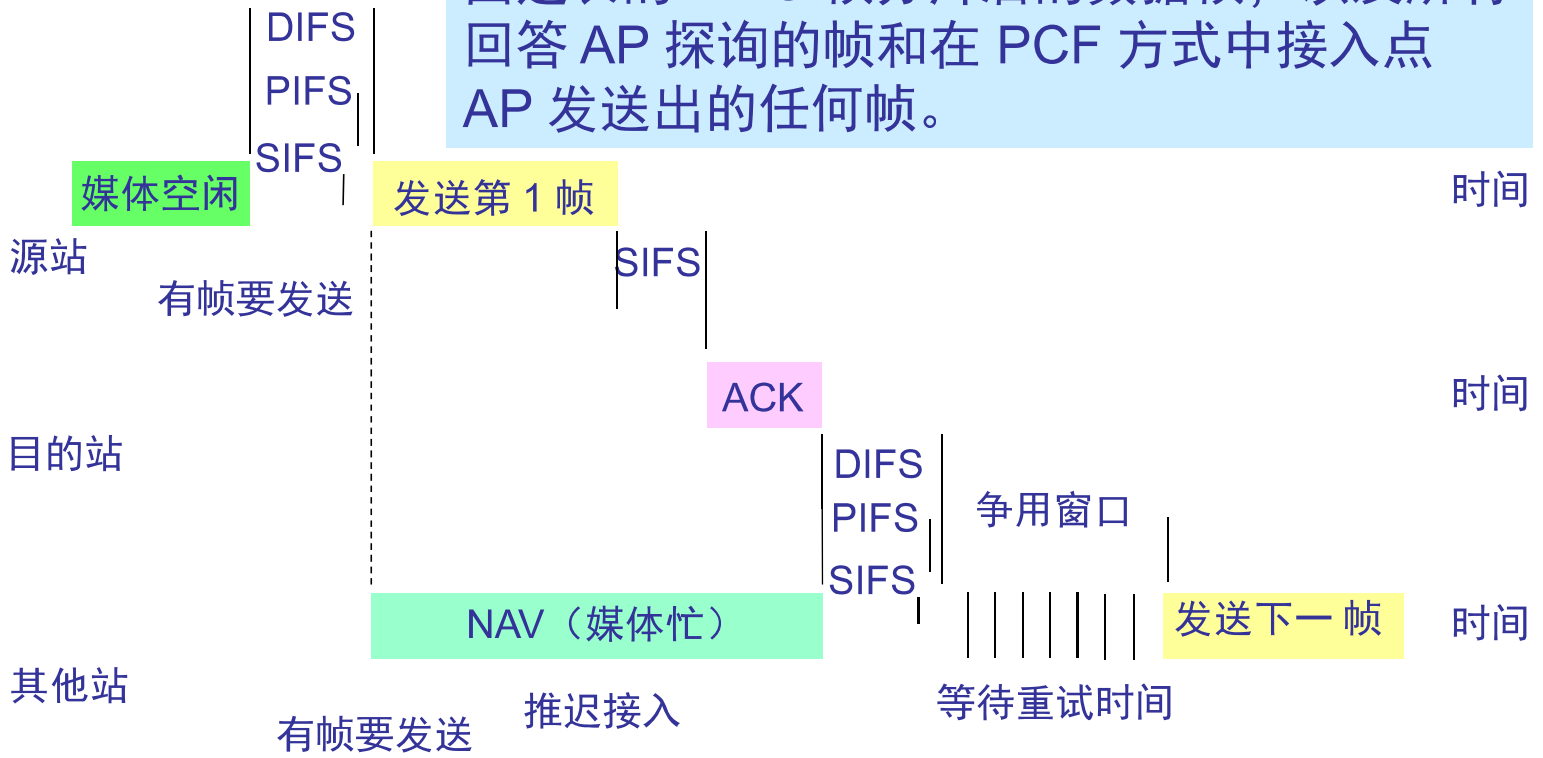 DIFS
PIFS
SIFS
回答 AP 探询的帧和在 PCF 方式中接入点
AP 发送出的任何帧。
媒体空闲
发送第 1 帧
时间
源站
SIFS
有帧要发送
ACK
时间
目的站
DIFS
PIFS
SIFS
争用窗口
NAV（媒体忙）
发送下一 帧
时间
其他站
推迟接入
等待重试时间
有帧要发送